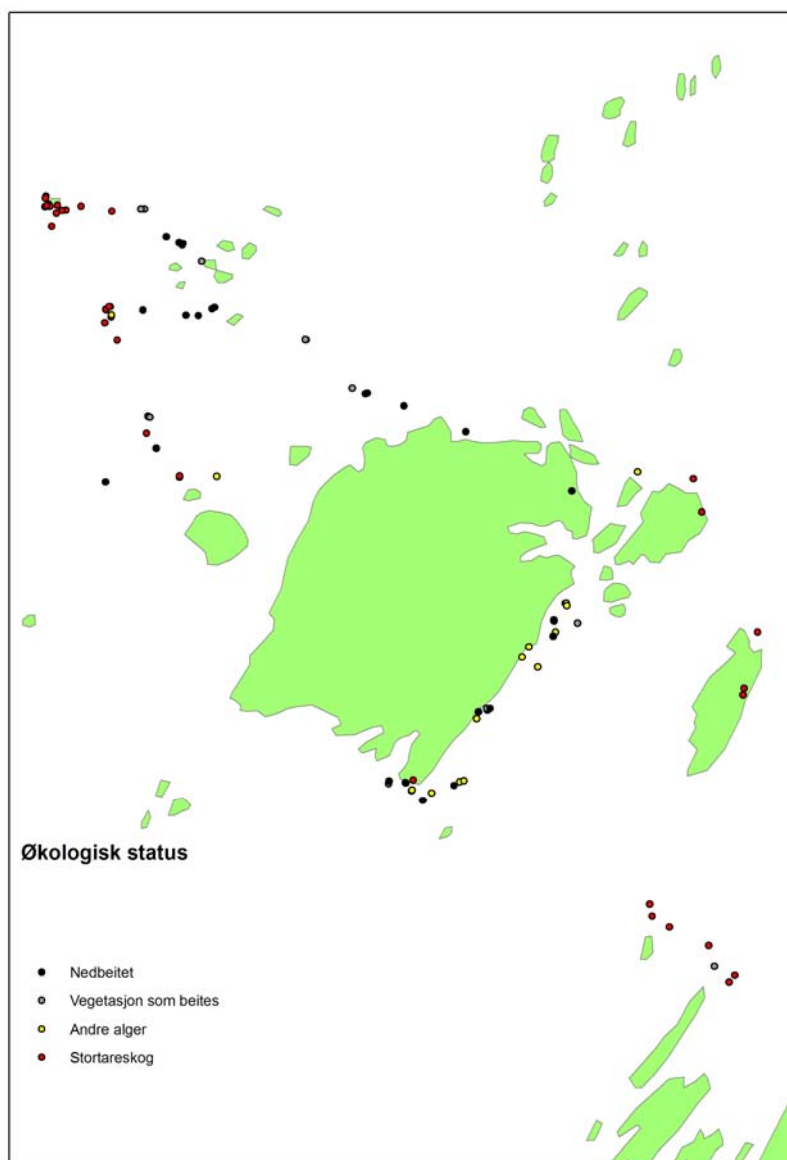 Økologisk status
Nedbeitet
Vegetasjon som beites
Andre alger
Stortareskog